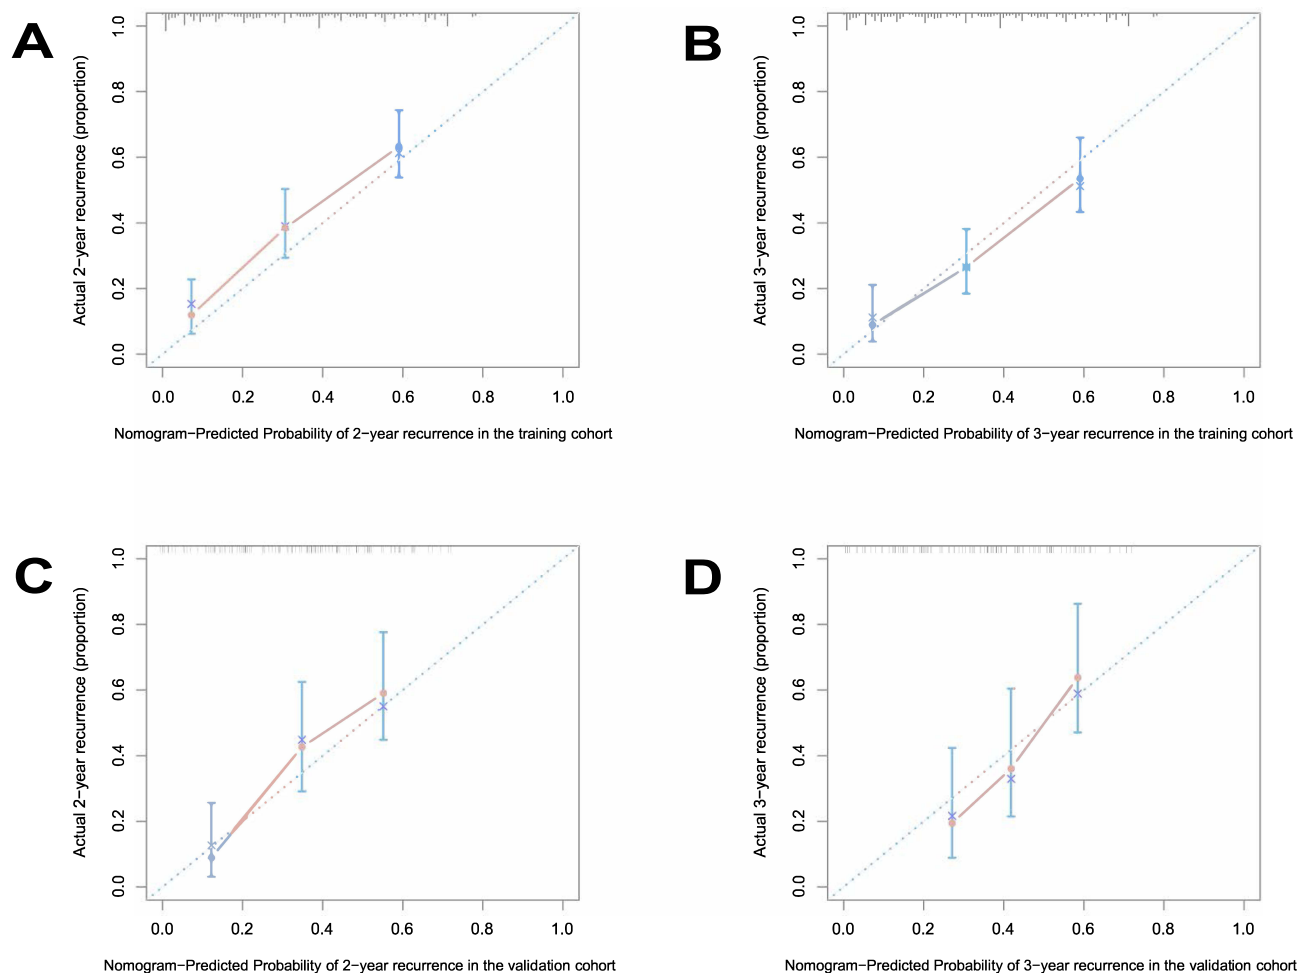 A
Actual 2−year recurrence (proportion)
1.0
0.8
0.6
0.4
0.2
0.0
0.0 0.2 0.4 0.6 0.8 1.0
Nomogram−Predicted Probability of 2−year recurrence in the training cohort
B
Actual 3−year recurrence (proportion)
1.0
0.8
0.6
0.4
0.2
0.0
0.0 0.2 0.4 0.6 0.8 1.0
Nomogram−Predicted Probability of 3−year recurrence in the training cohort
C
Actual 2−year recurrence (proportion)
1.0
0.8
0.6
0.4
0.2
0.0
0.0 0.2 0.4 0.6 0.8 1.0
Nomogram−Predicted Probability of 2−year recurrence in the validation cohort
D
Actual 3−year recurrence (proportion)
1.0
0.8
0.6
0.4
0.2
0.0
0.0 0.2 0.4 0.6 0.8 1.0
Nomogram−Predicted Probability of 3−year recurrence in the validation cohort